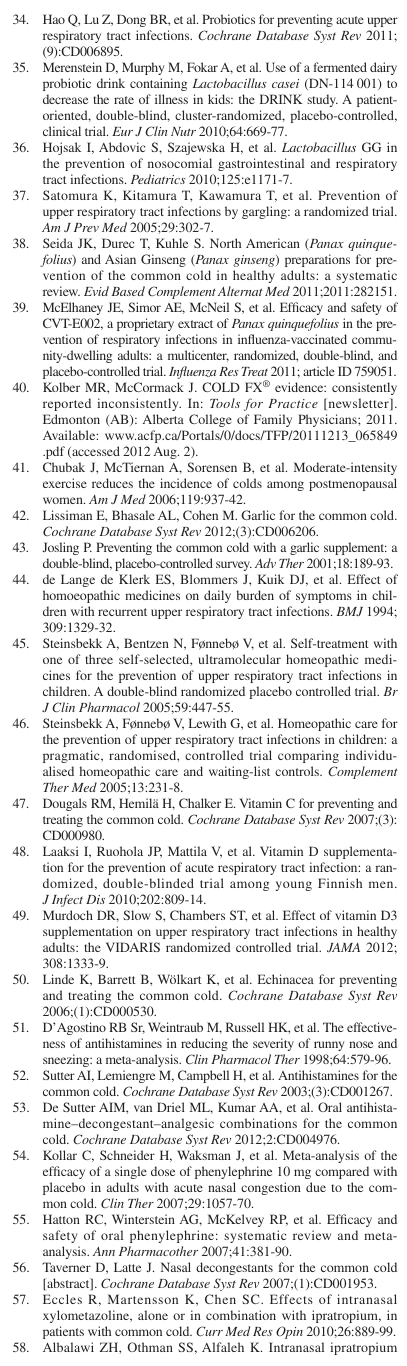 34. Hao Q, Lu Z, Dong BR, et al. Probiotics for preventing acute upper
respiratory tract infections. Cochrane Database Syst Rev 2011;
(9):CD006895.
35. Merenstein D, Murphy M, Fokar A, et al. Use of a fermented dairy
probiotic drink containing Lactobacillus casei (DN-114 001) to
decrease the rate of illness in kids: the DRINK study. A patient-
oriented, double-blind, cluster-randomized, placebo-controlled,
clinical trial. Eur J Clin Nutr 2010;64:669-77.
36. Hojsak I, Abdovic S, Szajewska H, et al. Lactobacillus GG in
the prevention of nosocomial gastrointestinal and respiratory
tract infections. Pediatrics 2010;125:e1171-7.
37. Satomura K, Kitamura T, Kawamura T, et al. Prevention of
upper respiratory tract infections by gargling: a randomized trial.
Am J Prev Med 2005;29:302-7.
38. Seida JK, Durec T, Kuhle S. North American (Panax quinque-
folius) and Asian Ginseng (Panax ginseng) preparations for pre-
vention of the common cold in healthy adults: a systematic
review. Evid Based Complement Alternat Med 2011;2011:282151.
39. McElhaney JE, Simor AE, McNeil S, et al. Efficacy and safety of
CVT-E002, a proprietary extract of Panax quinquefolius in the pre-
vention of respiratory infections in influenza-vaccinated commu-
nity-dwelling adults: a multicenter, randomized, double-blind, and
placebo-controlled trial. Influenza Res Treat 2011; article ID 759051.
40. Kolber MR, McCormack J. COLD FX® evidence: consistently
reported inconsistently. In: Tools for Practice [newsletter].
Edmonton (AB): Alberta College of Family Physicians; 2011.
Available: www.acfp.ca/Portals/0/docs/TFP/20111213_065849
.pdf (accessed 2012 Aug. 2).
41. Chubak J, McTiernan A, Sorensen B, et al. Moderate-intensity
exercise reduces the incidence of colds among postmenopausal
women. Am J Med 2006;119:937-42.
42. Lissiman E, Bhasale AL, Cohen M. Garlic for the common cold.
Cochrane Database Syst Rev 2012;(3):CD006206.
43. Josling P. Preventing the common cold with a garlic supplement: a
double-blind, placebo-controlled survey. Adv Ther 2001;18:189-93.
44. de Lange de Klerk ES, Blommers J, Kuik DJ, et al. Effect of
homoeopathic medicines on daily burden of symptoms in chil-
dren with recurrent upper respiratory tract infections. BMJ 1994;
309:1329-32.
45. Steinsbekk A, Bentzen N, Fønnebø V, et al. Self-treatment with
one of three self-selected, ultramolecular homeopathic medi-
cines for the prevention of upper respiratory tract infections in
children. A double-blind randomized placebo controlled trial. Br
J Clin Pharmacol 2005;59:447-55.
46. Steinsbekk A, Fønnebø V, Lewith G, et al. Homeopathic care for
the prevention of upper respiratory tract infections in children: a
pragmatic, randomised, controlled trial comparing individu-
alised homeopathic care and waiting-list controls. Complement
Ther Med 2005;13:231-8.
47. Dougals RM, Hemilä H, Chalker E. Vitamin C for preventing and
treating the common cold. Cochrane Database Syst Rev 2007;(3):
CD000980.
48. Laaksi I, Ruohola JP, Mattila V, et al. Vitamin D supplementa-
tion for the prevention of acute respiratory tract infection: a ran-
domized, double-blinded trial among young Finnish men.
J Infect Dis 2010;202:809-14.
49. Murdoch DR, Slow S, Chambers ST, et al. Effect of vitamin D3
supplementation on upper respiratory tract infections in healthy
adults: the VIDARIS randomized controlled trial. JAMA 2012;
308:1333-9.
50. Linde K, Barrett B, Wölkart K, et al. Echinacea for preventing
and treating the common cold. Cochrane Database Syst Rev
2006;(1):CD000530.
51. D’Agostino RB Sr, Weintraub M, Russell HK, et al. The effective-
ness of antihistamines in reducing the severity of runny nose and
sneezing: a meta-analysis. Clin Pharmacol Ther 1998;64:579-96.
52. Sutter AI, Lemiengre M, Campbell H, et al. Antihistamines for the
common cold. Cochrane Database Syst Rev 2003;(3):CD001267.
53. De Sutter AIM, van Driel ML, Kumar AA, et al. Oral antihista-
mine–decongestant–analgesic combinations for the common
cold. Cochrane Database Syst Rev 2012;2:CD004976.
54. Kollar C, Schneider H, Waksman J, et al. Meta-analysis of the
efficacy of a single dose of phenylephrine 10 mg compared with
placebo in adults with acute nasal congestion due to the com-
mon cold. Clin Ther 2007;29:1057-70.
55. Hatton RC, Winterstein AG, McKelvey RP, et al. Efficacy and
safety of oral phenylephrine: systematic review and meta-
analysis. Ann Pharmacother 2007;41:381-90.
56. Taverner D, Latte J. Nasal decongestants for the common cold
[abstract]. Cochrane Database Syst Rev 2007;(1):CD001953.
57. Eccles R, Martensson K, Chen SC. Effects of intranasal
xylometazoline, alone or in combination with ipratropium, in
patients with common cold. Curr Med Res Opin 2010;26:889-99.
58. Albalawi ZH, Othman SS, Alfaleh K. Intranasal ipratropium